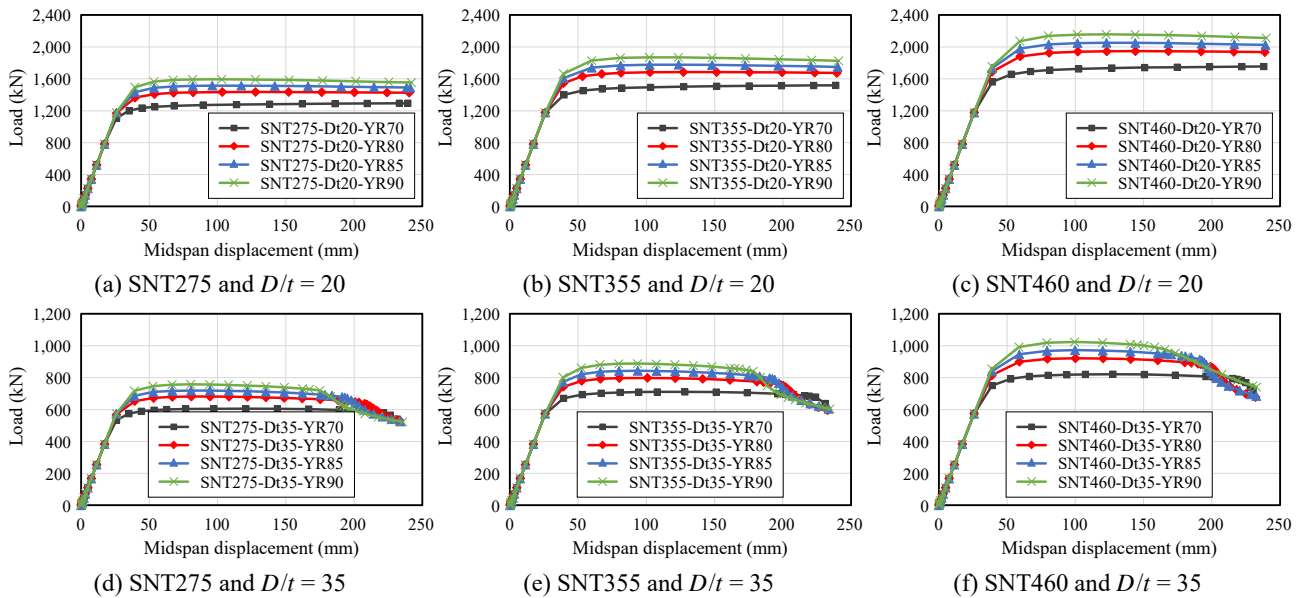 2,400
2,000
1,600
1,200
800
400
0
Load (kN)
SNT275-Dt20-YR70
SNT275-Dt20-YR80
SNT275-Dt20-YR85
SNT275-Dt20-YR90
0 50 100 150 200 250
Midspan displacement (mm)
(a) SNT275 and D/t = 20
2,400
2,000
1,600
1,200
800
400
0
Load (kN)
SNT355-Dt20-YR70
SNT355-Dt20-YR80
SNT355-Dt20-YR85
SNT355-Dt20-YR90
0 50 100 150 200 250
Midspan displacement (mm)
(b) SNT355 and D/t = 20
2,400
2,000
1,600
1,200
800
400
0
Load (kN)
SNT460-Dt20-YR70
SNT460-Dt20-YR80
SNT460-Dt20-YR85
SNT460-Dt20-YR90
0 50 100 150 200 250
Midspan displacement (mm)
(c) SNT460 and D/t = 20
1,200
1,000
800
600
400
200
0
Load (kN)
SNT275-Dt35-YR70
SNT275-Dt35-YR80
SNT275-Dt35-YR85
SNT275-Dt35-YR90
0 50 100 150 200 250
Midspan displacement (mm)
(d) SNT275 and D/t = 35
1,200
1,000
800
600
400
200
0
Load (kN)
SNT355-Dt35-YR70
SNT355-Dt35-YR80
SNT355-Dt35-YR85
SNT355-Dt35-YR90
0 50 100 150 200 250
Midspan displacement (mm)
(e) SNT355 and D/t = 35
1,200
1,000
800
600
400
200
0
Load (kN)
SNT460-Dt35-YR70
SNT460-Dt35-YR80
SNT460-Dt35-YR85
SNT460-Dt35-YR90
0 50 100 150 200 250
Midspan displacement (mm)
(f) SNT460 and D/t = 35